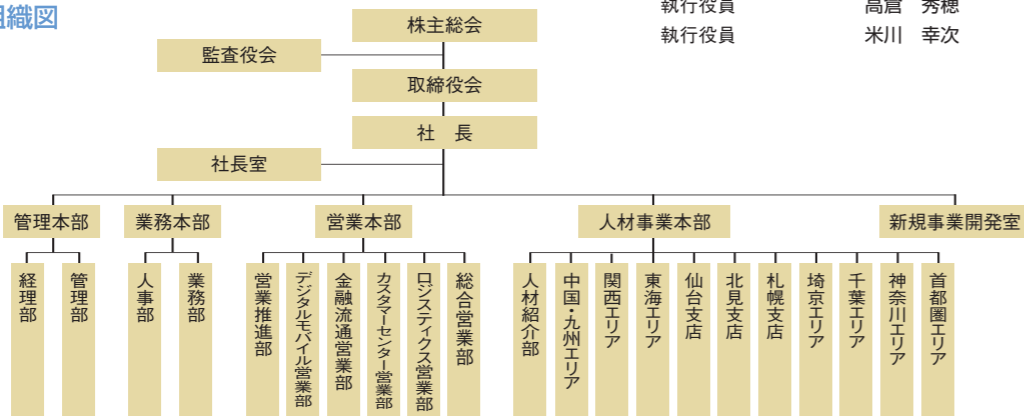 組織図
執行役員 高倉 秀穂
執行役員 米川 幸次
株主総会
監査役会
取締役会
社 長
社長室
管理本部
業務本部
営業本部
人材事業本部
新規事業開発室
経理部
管理部
人事部
業務部
営業推進部
デジタルモバイル営業部
金融流通営業部
カスタマーセンター営業部
ロジスティクス営業部
総合営業部
人材紹介部
中国・九州エリア
関西エリア
東海エリア
仙台支店
北見支店
札幌支店
埼京エリア
千葉エリア
神奈川エリア
首都圏エリア